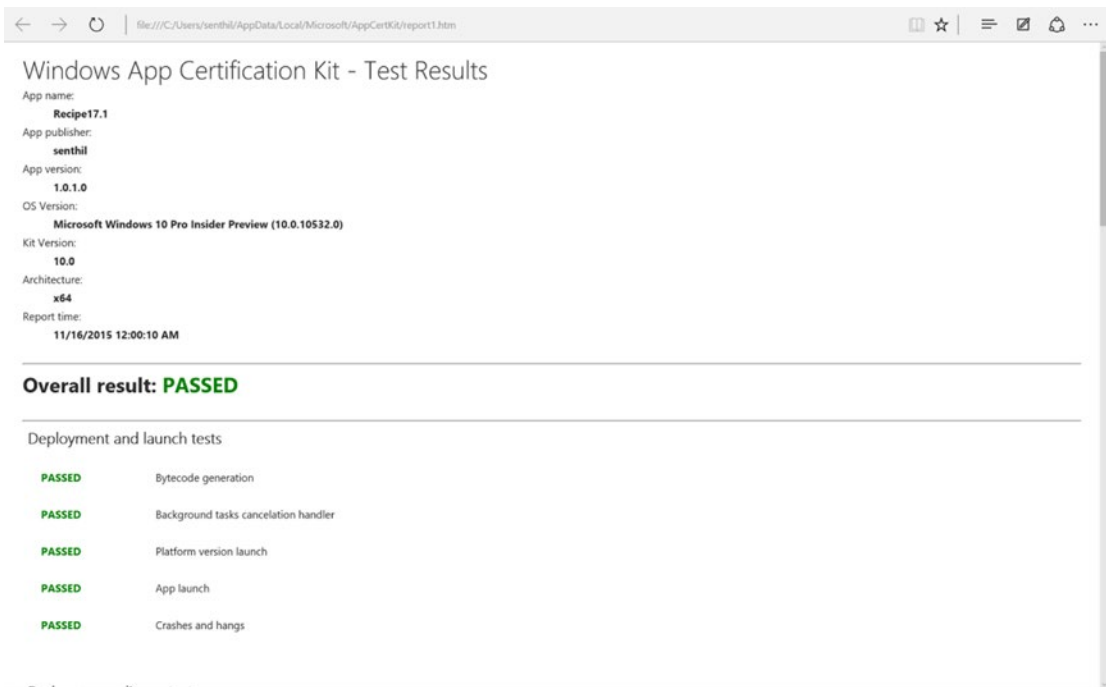 file:///C:/Users/senthil/AppData/Local/Microsoft/AppCertKit/report1.htm
Windows App Certification Kit - Test Results
App name:
Recipe17.1
App publisher:
senthil
App version:
1.0.1.0
OS Version:
Microsoft Windows 10 Pro Insider Preview (10.0.10532.0)
Kit Version:
10.0
Architecture:
x64
Report time:
11/16/2015 12:00:10 AM
Overall result: PASSED
Deployment and launch tests
PASSED Bytecode generation
PASSED Background tasks cancelation handler
PASSED Platform version launch
PASSED App launch
PASSED Crashes and hangs